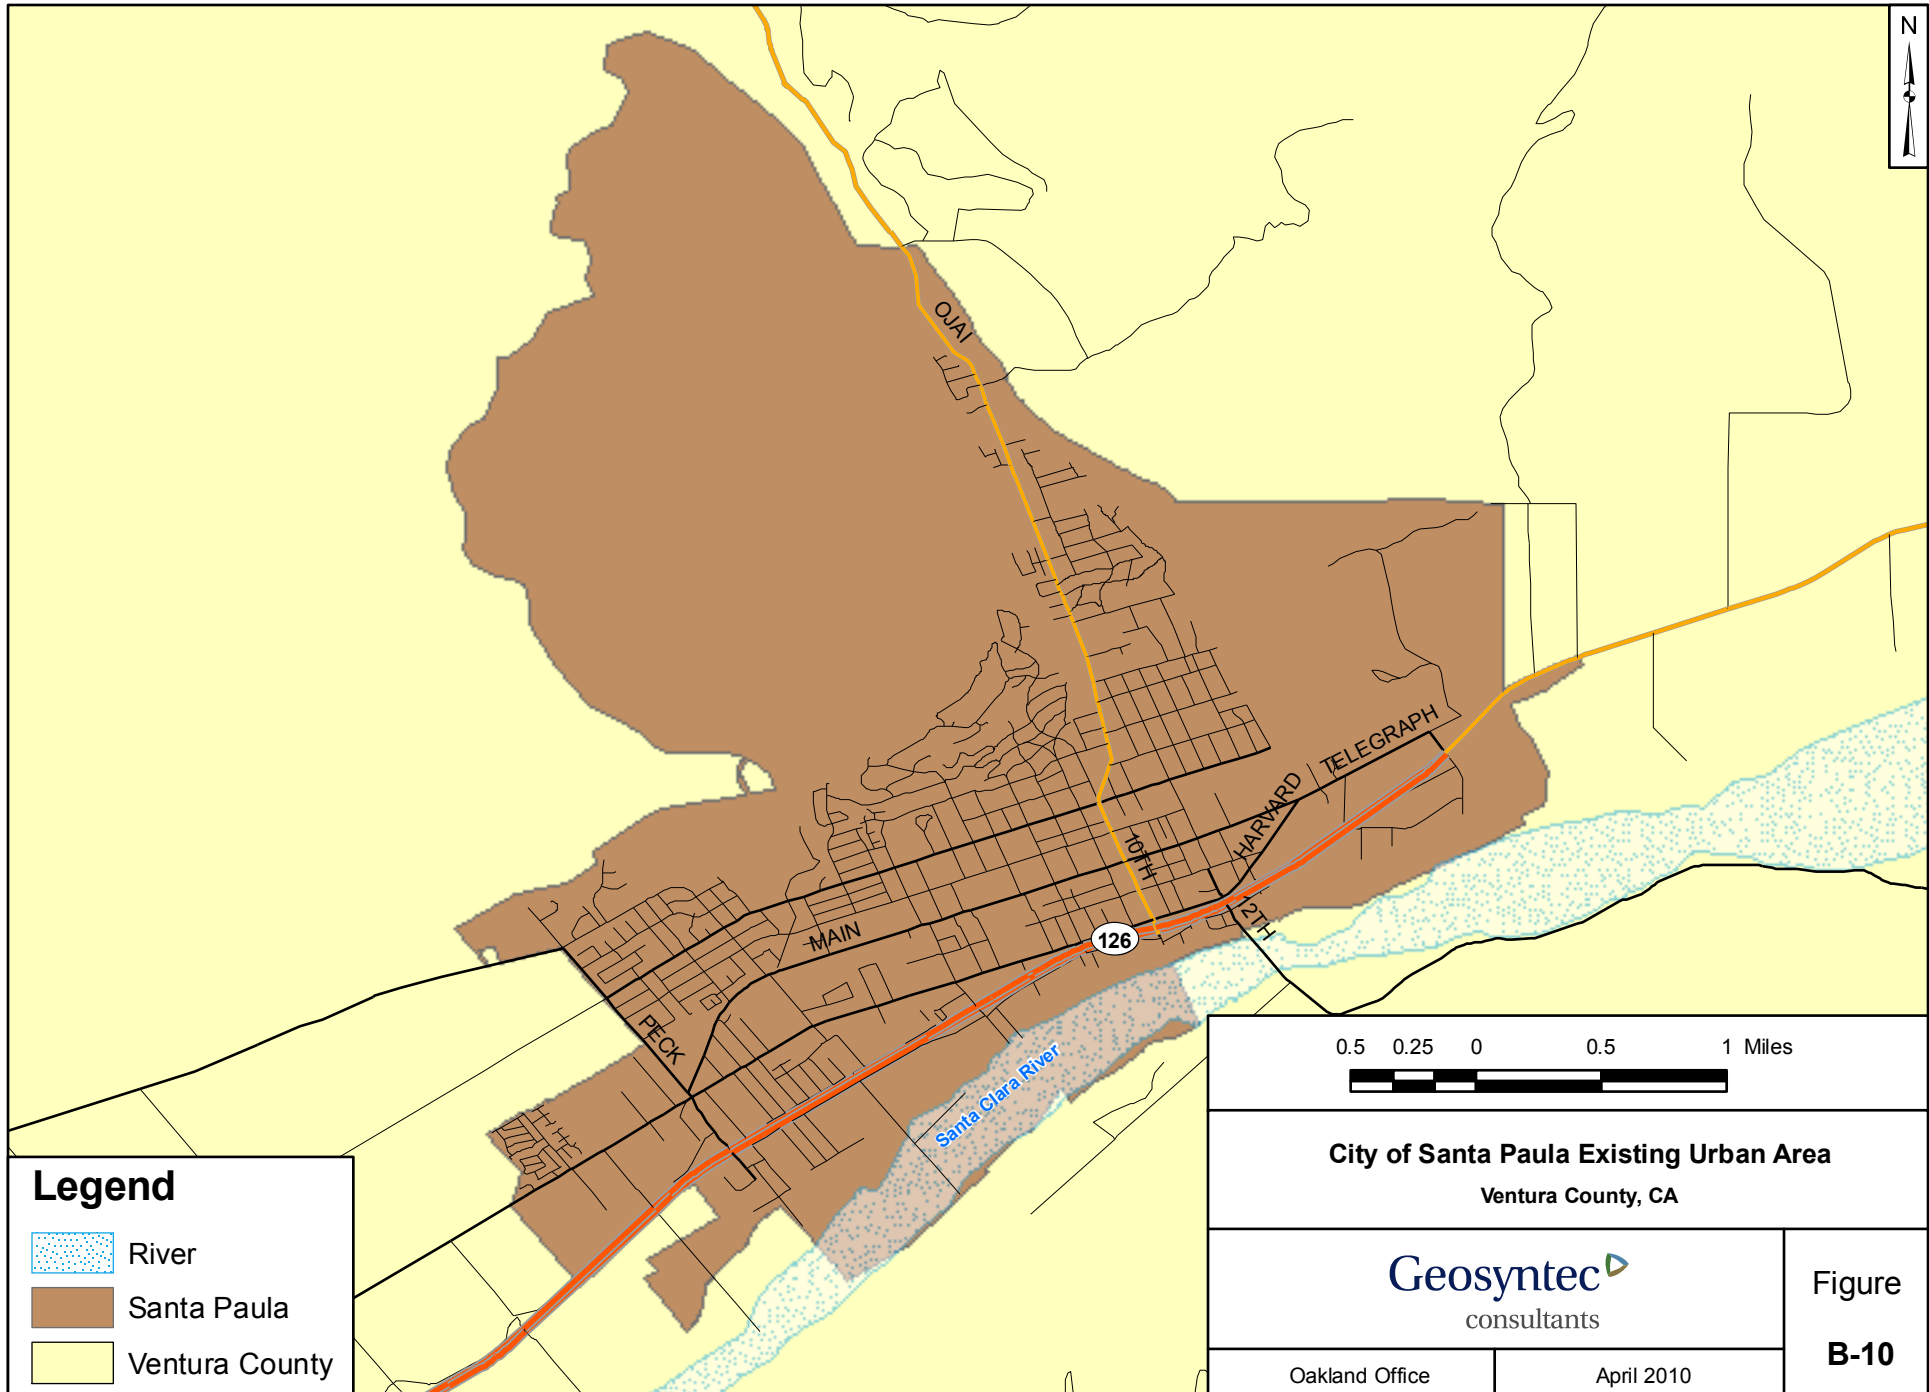 N
OJAI
TELEGRAPH
HARVARD
10TH
12TH
MAIN
126
PECK
Santa Clara River
0.5 0.25 0 0.5 1 Miles
City of Santa Paula Existing Urban Area
Ventura County, CA
Geosyntec
consultants
Figure
B-10
Oakland Office
April 2010
Legend
River
Santa Paula
Ventura County